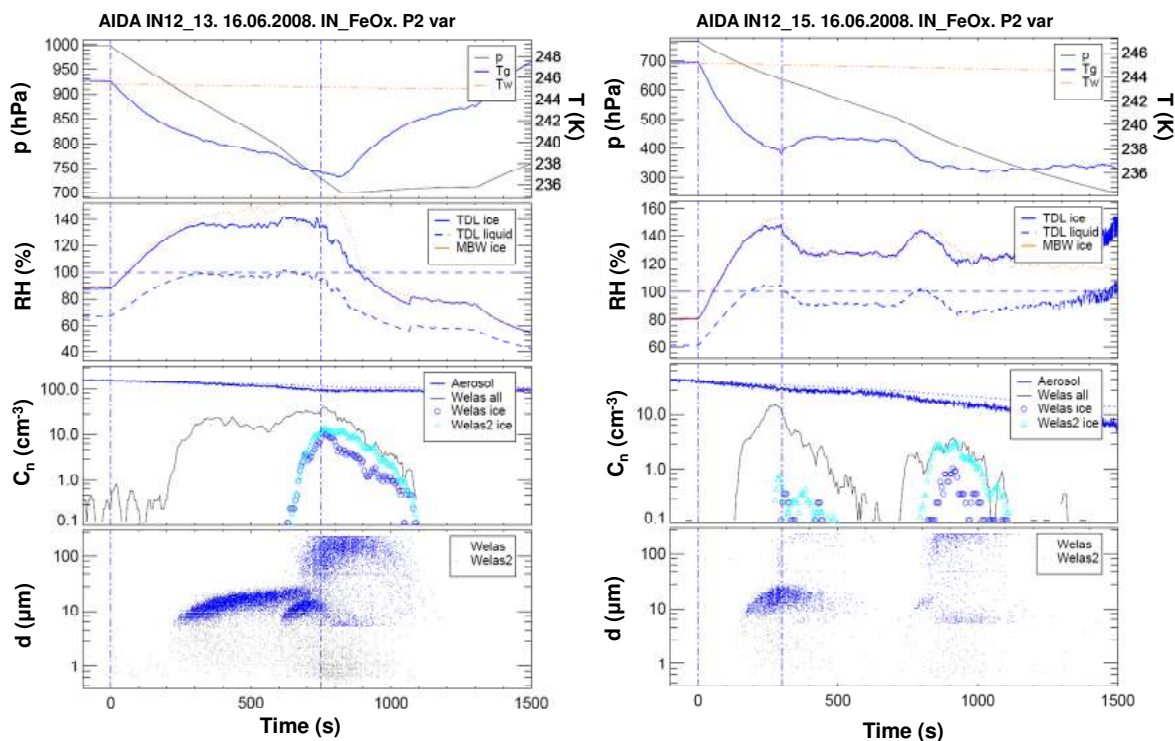 AIDA IN12_13. 16.06.2008. IN_FeOx. P2 var
p (hPa)
1000
950
900
850
800
750
700
p
Tg
Tw
248
246
244
242
240
238
236
T (K)
RH (%)
140
120
100
80
60
40
TDL ice
TDL liquid
MBW ice
Cn (cm-3)
100.0
10.0
1.0
0.1
Aerosol
Welas all
Welas ice
Welas2 ice
d (µm)
100
10
1
Welas
Welas2
0 500 1000 1500
Time (s)
AIDA IN12_15. 16.06.2008. IN_FeOx. P2 var
p (hPa)
700
600
500
400
300
p
Tg
Tw
246
244
242
240
238
236
T (K)
RH (%)
160
140
120
100
80
60
TDL ice
TDL liquid
MBW ice
Cn (cm-3)
10.0
1.0
0.1
Aerosol
Welas all
Welas ice
Welas2 ice
d (µm)
100
10
1
Welas
Welas2
0 500 1000 1500
Time (s)